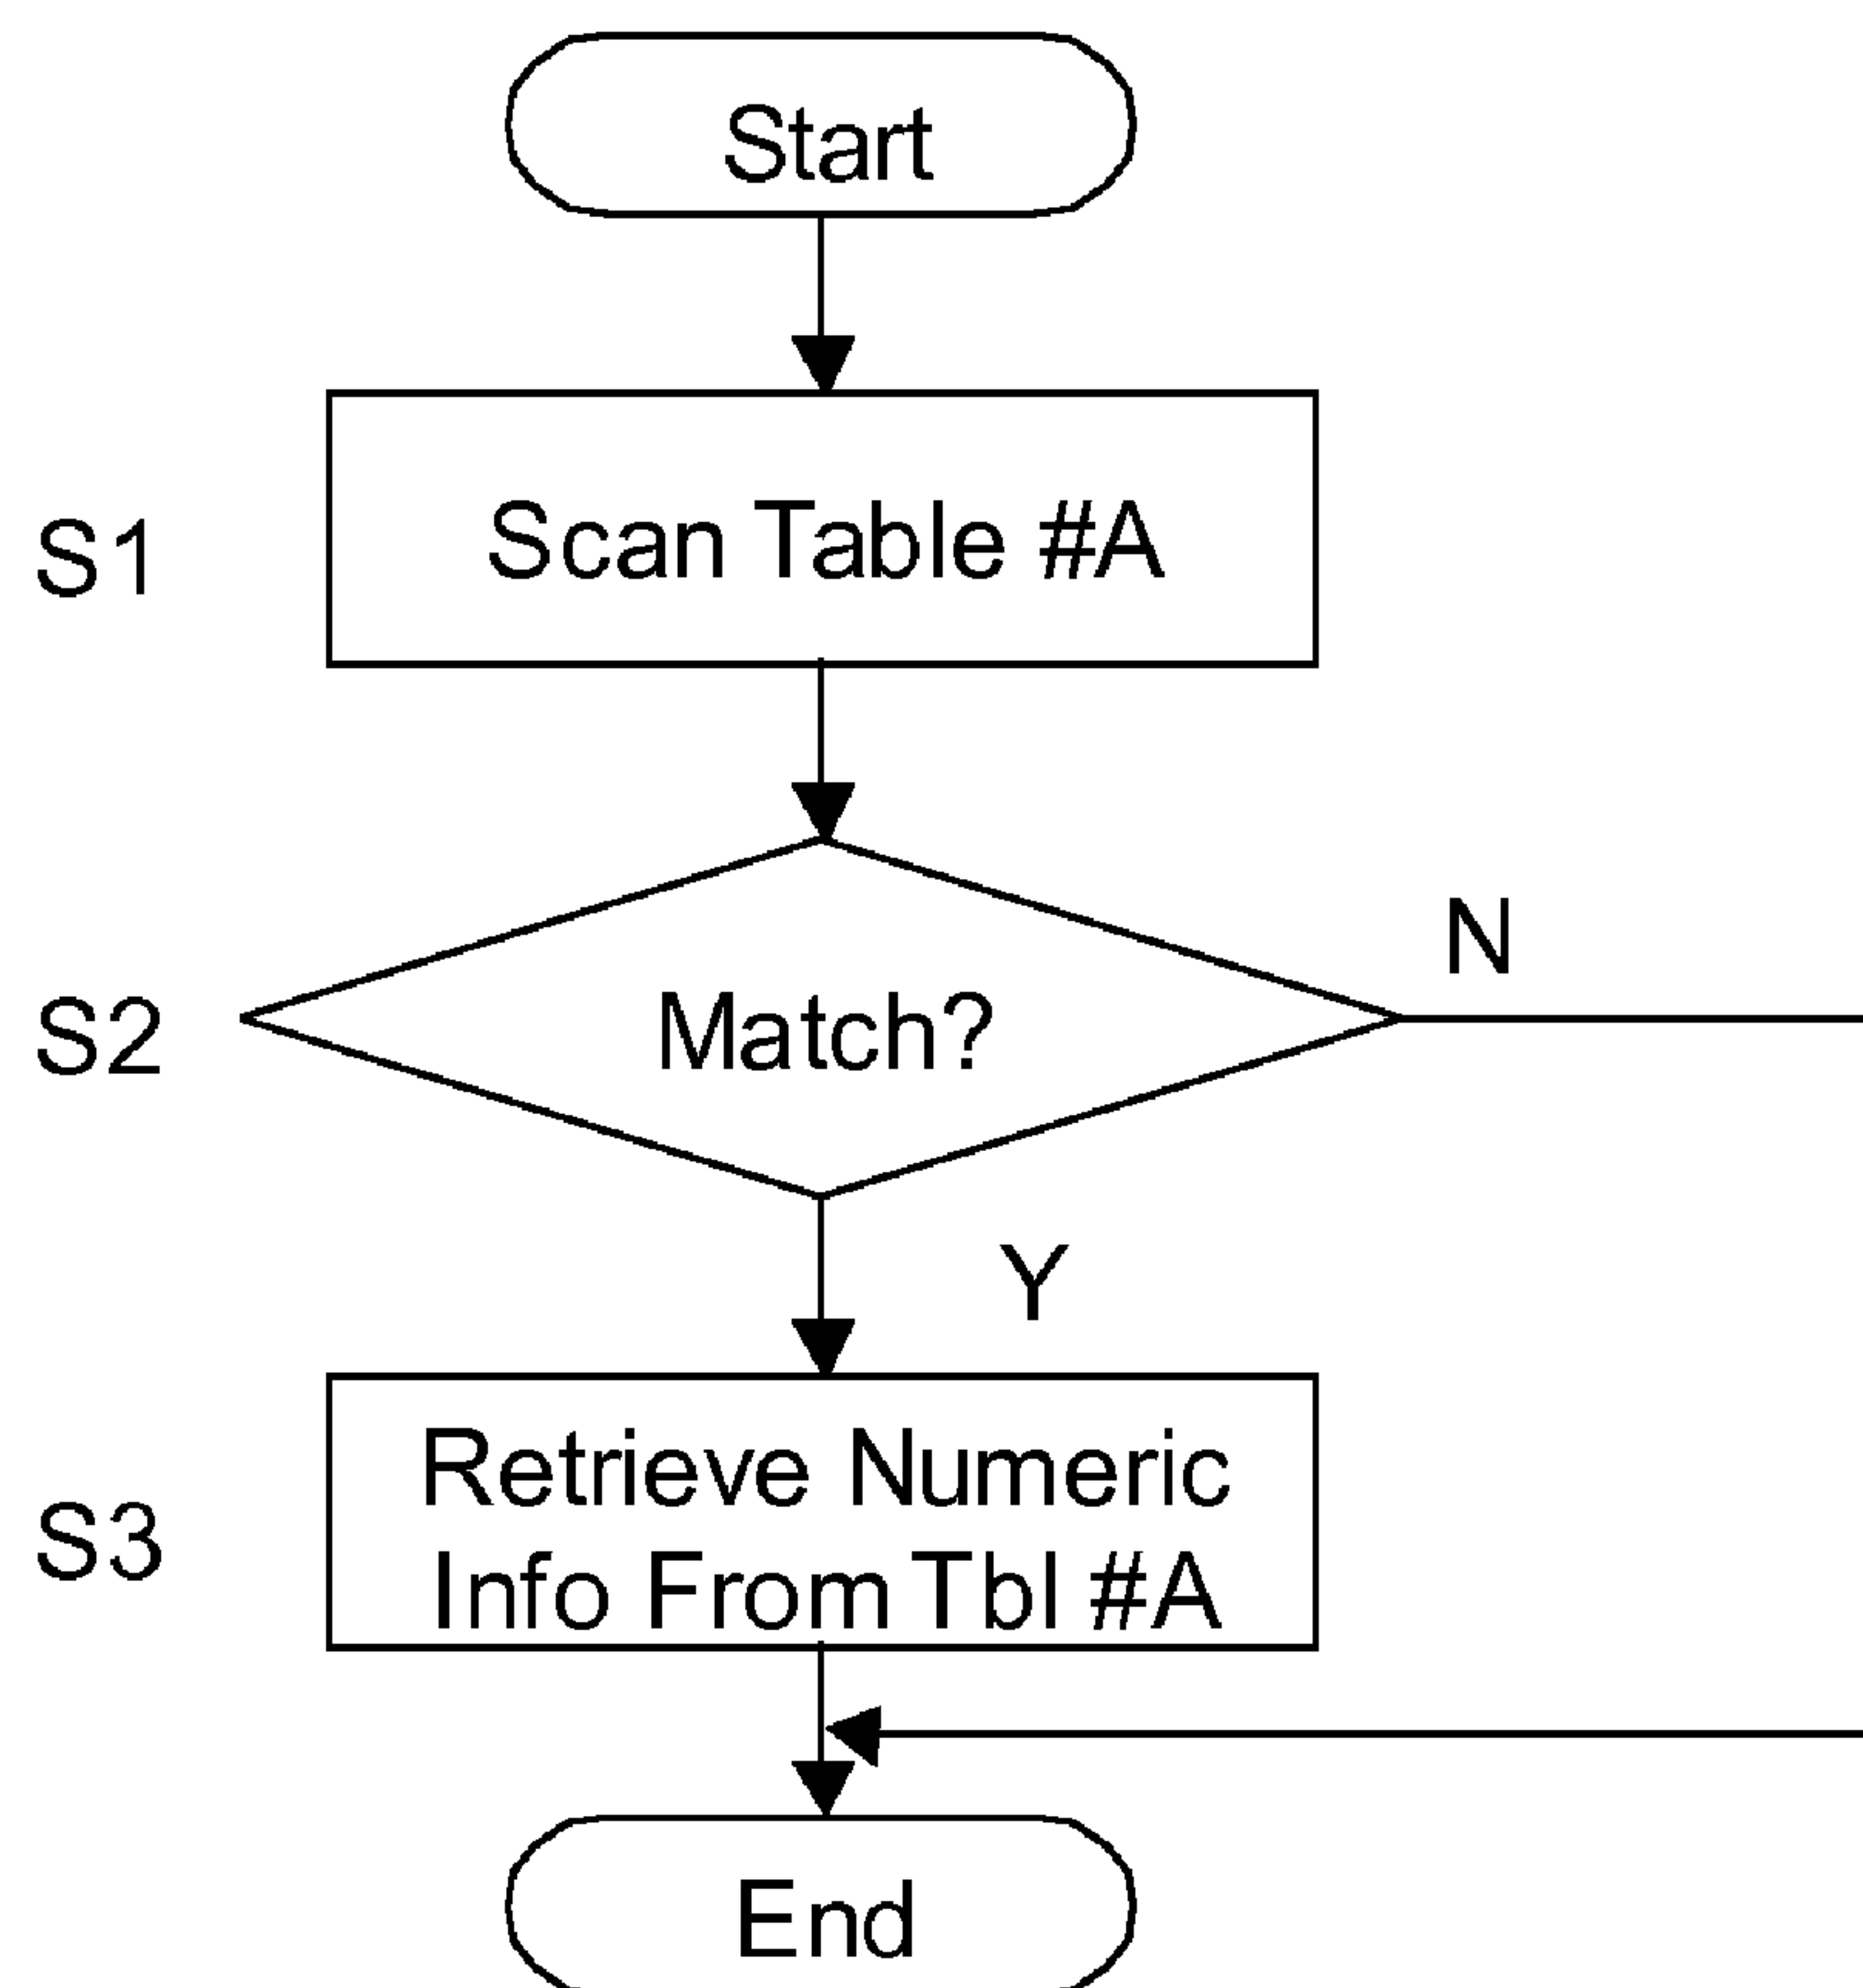 Start
S1
Scan Table #A
N
S2
Match?
Y
S3
Retrieve Numeric
Info From Tbl #A
End